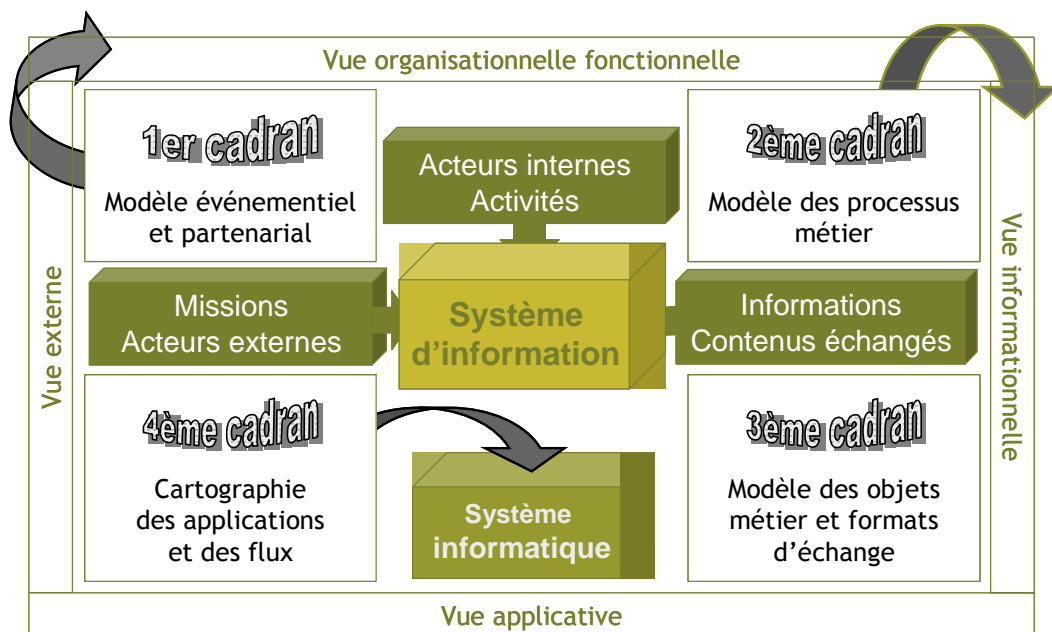 Vue organisationnelle fonctionnelle
1er cadran
Modèle événementiel
et partenarial
Acteurs internes
Activités
2ème cadran
Modèle des processus
métier
Vue externe
Missions
Acteurs externes
Système
d’information
Informations
Contenus échangés
Vue informationnelle
4ème cadran
Cartographie
des applications
et des flux
Système
informatique
3ème cadran
Modèle des objets
métier et formats
d’échange
Vue applicative